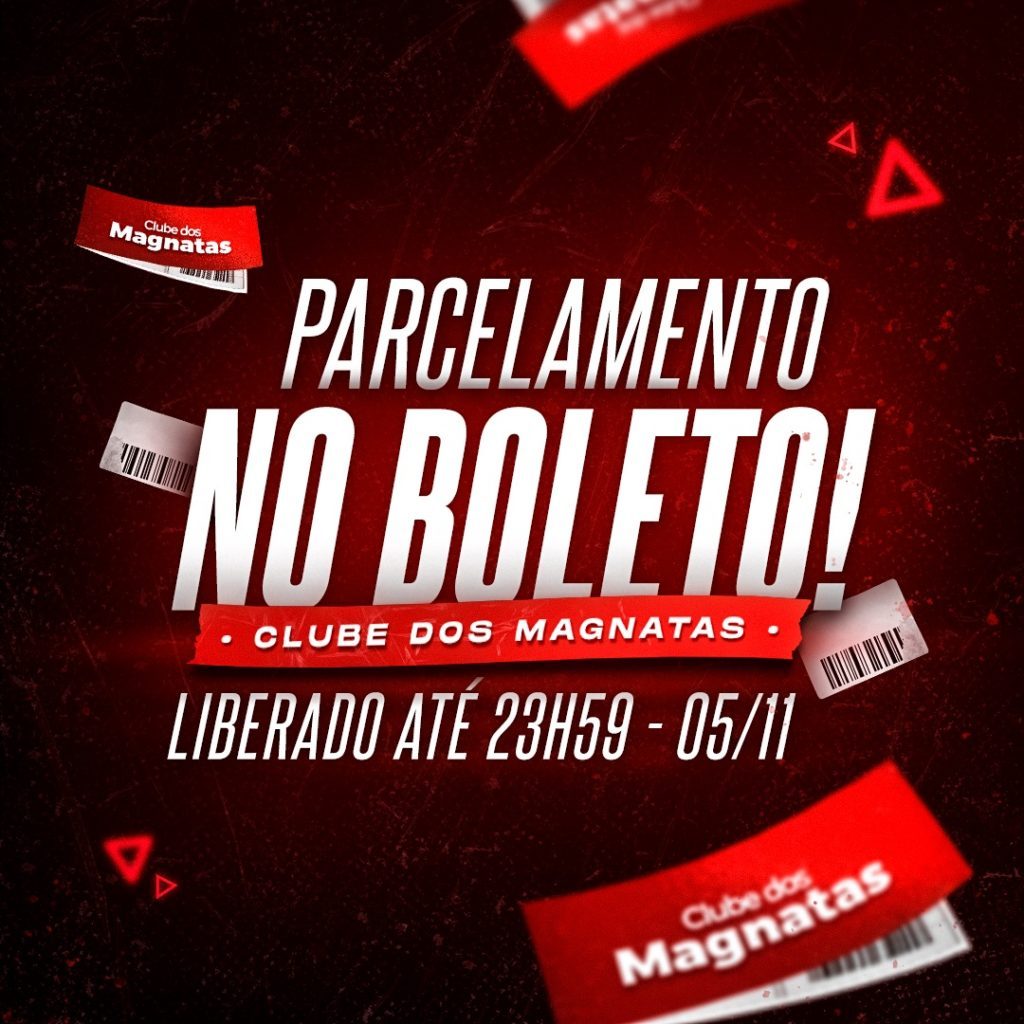 Clube dos
Magnatas
PARCELAMENTO
NO BOLETO!
• CLUBE DOS MAGNATAS •
LIBERADO ATÉ 23H59 - 05/11
Clube dos
Magnatas